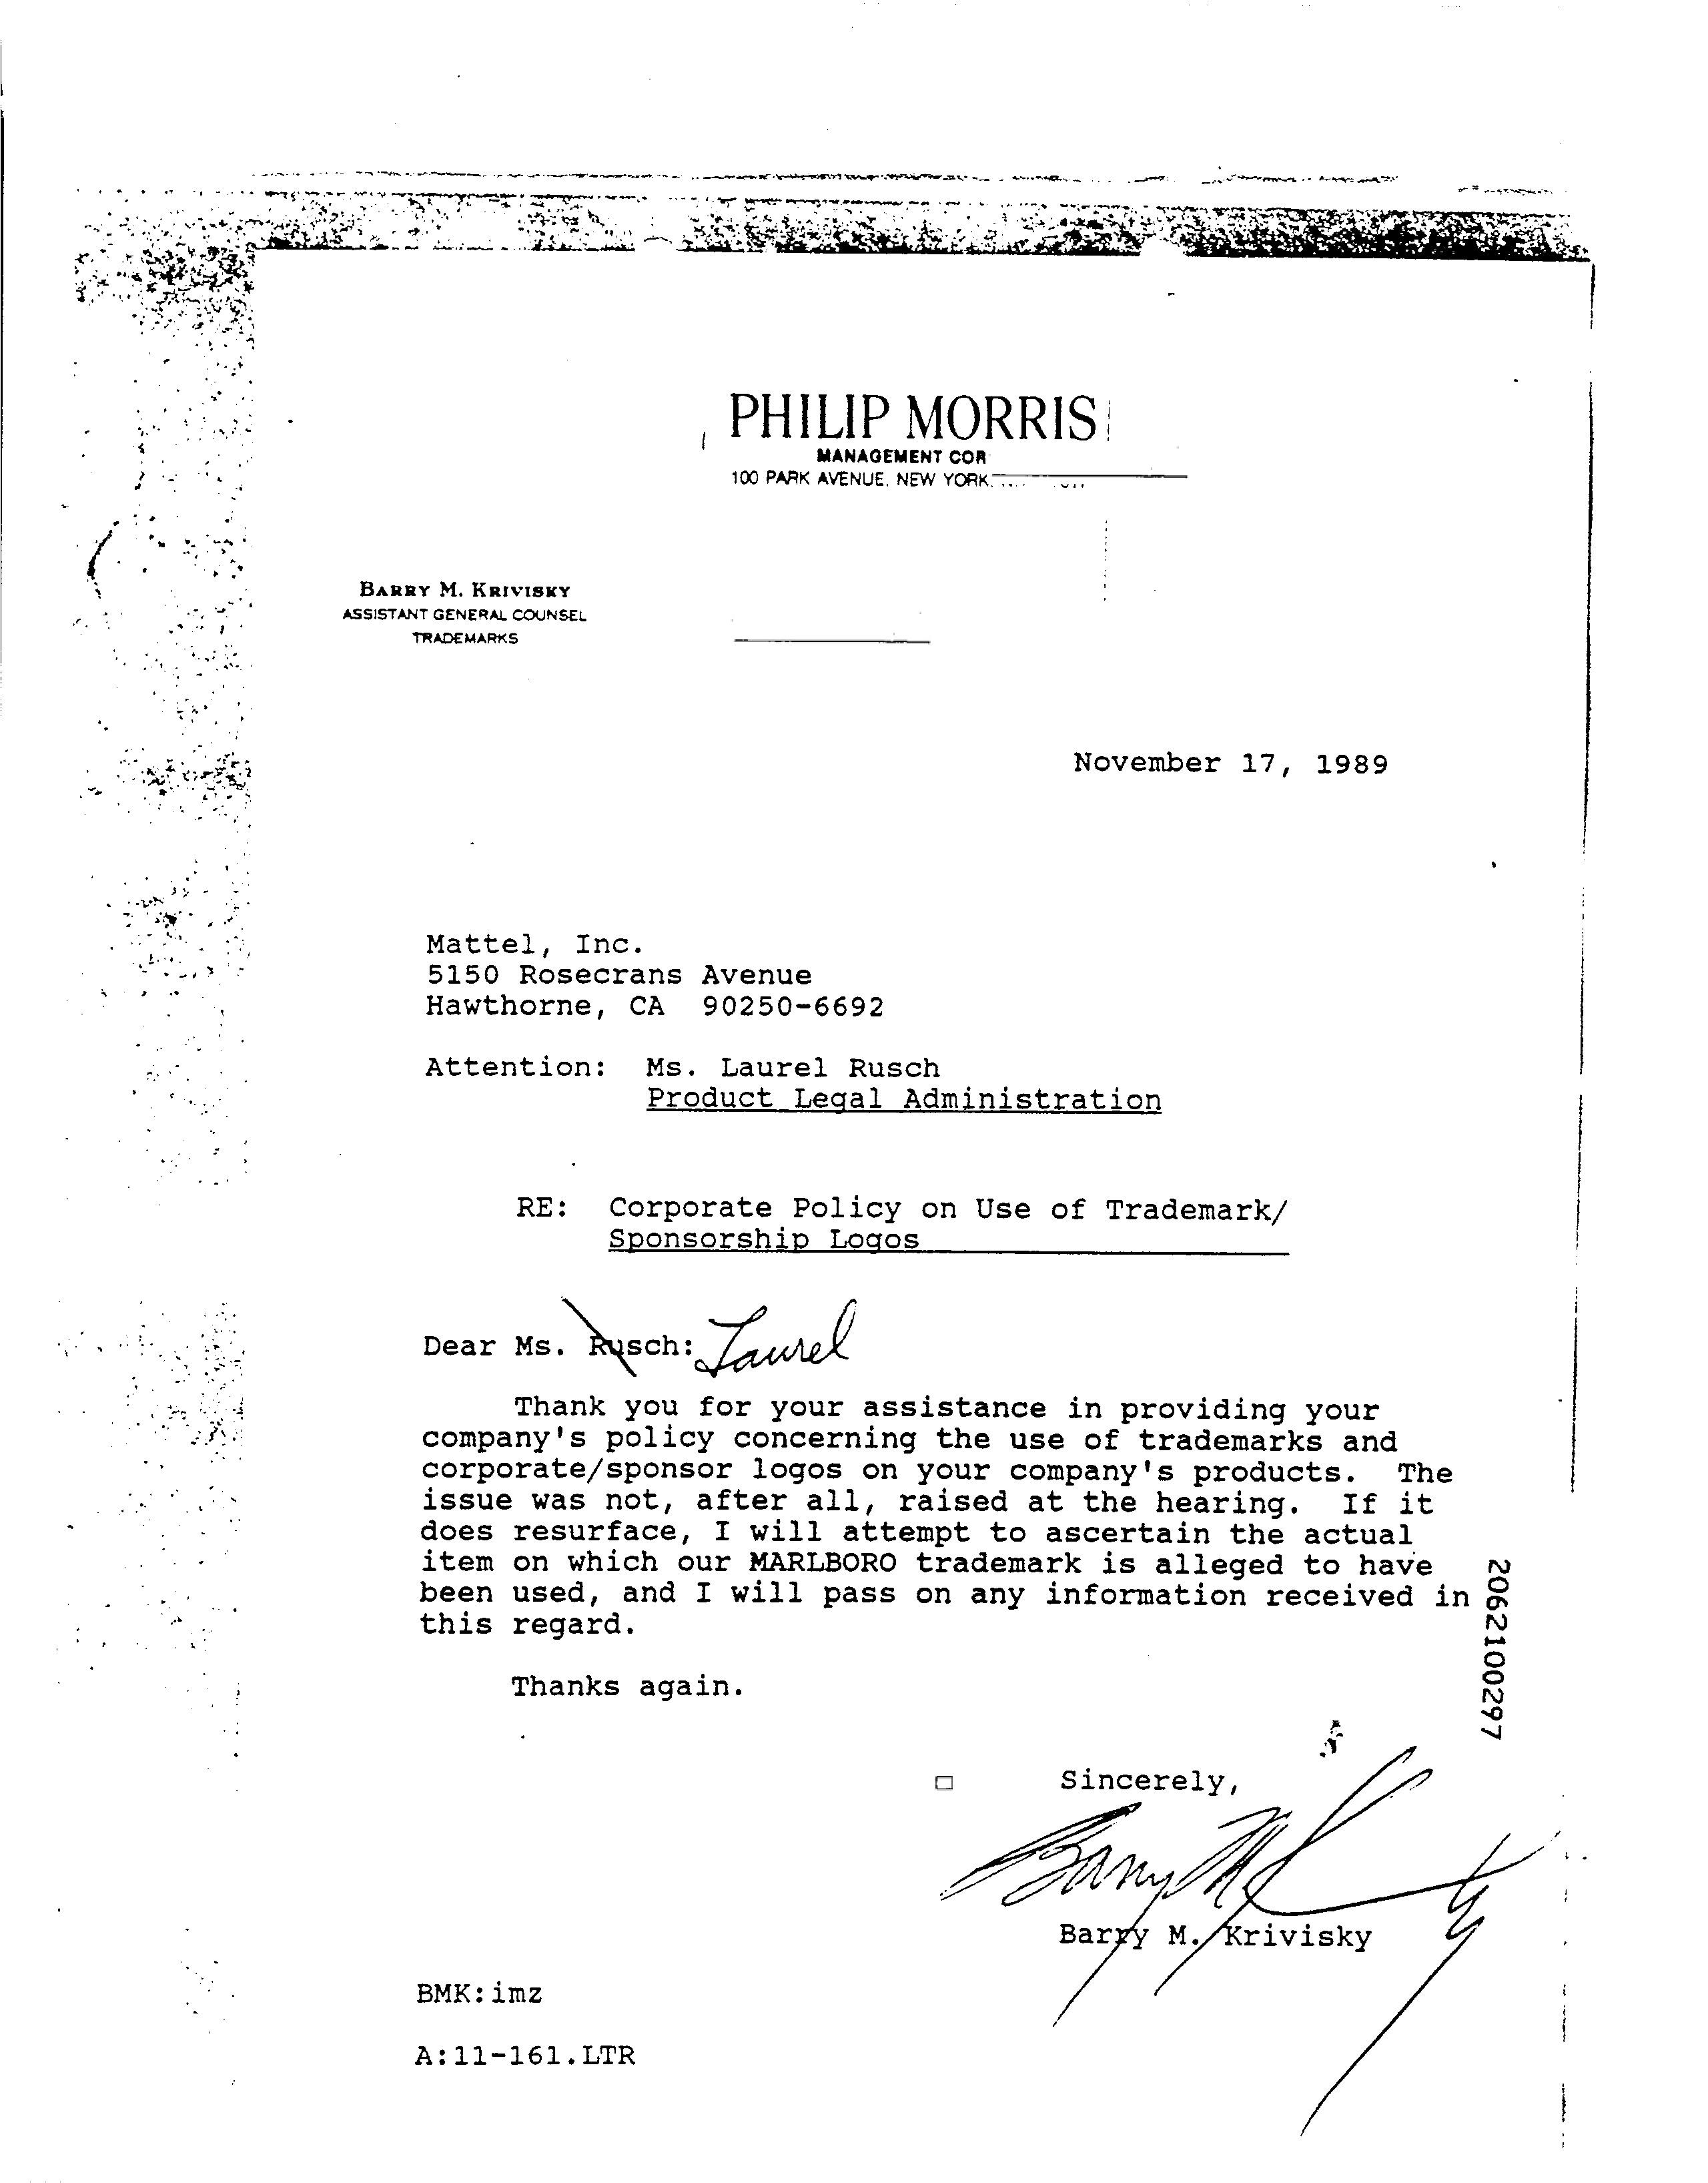 PHILIP MORRIS
MANAGEMENT COR
100 PARK AVENUE, NEW YORK,
BARRY M. KRIVISKY
ASSISTANT GENERAL COUNSEL
TRADEMARKS
November 17, 1989
Mattel, Inc.
5150 Rosecrans Avenue
Hawthorne, CA 90250-6692
Attention: Ms. Laurel Rusch
Product Legal Administration
RE: Corporate Policy on Use of Trademark/
Sponsorship Logos
Dear Ms. Rusch: Laurel
Thank you for your assistance in providing your
company's policy concerning the use of trademarks and
corporate/sponsor logos on your company's products. The
issue was not, after all, raised at the hearing. If it
does resurface, I will attempt to ascertain the actual
item on which our MARLBORO trademark is alleged to have
been used, and I will pass on any information received in
this regard.
Thanks again.
2062100297
Sincerely,
Barry M. Krivisky
BMK:imz
A:11-161.LTR